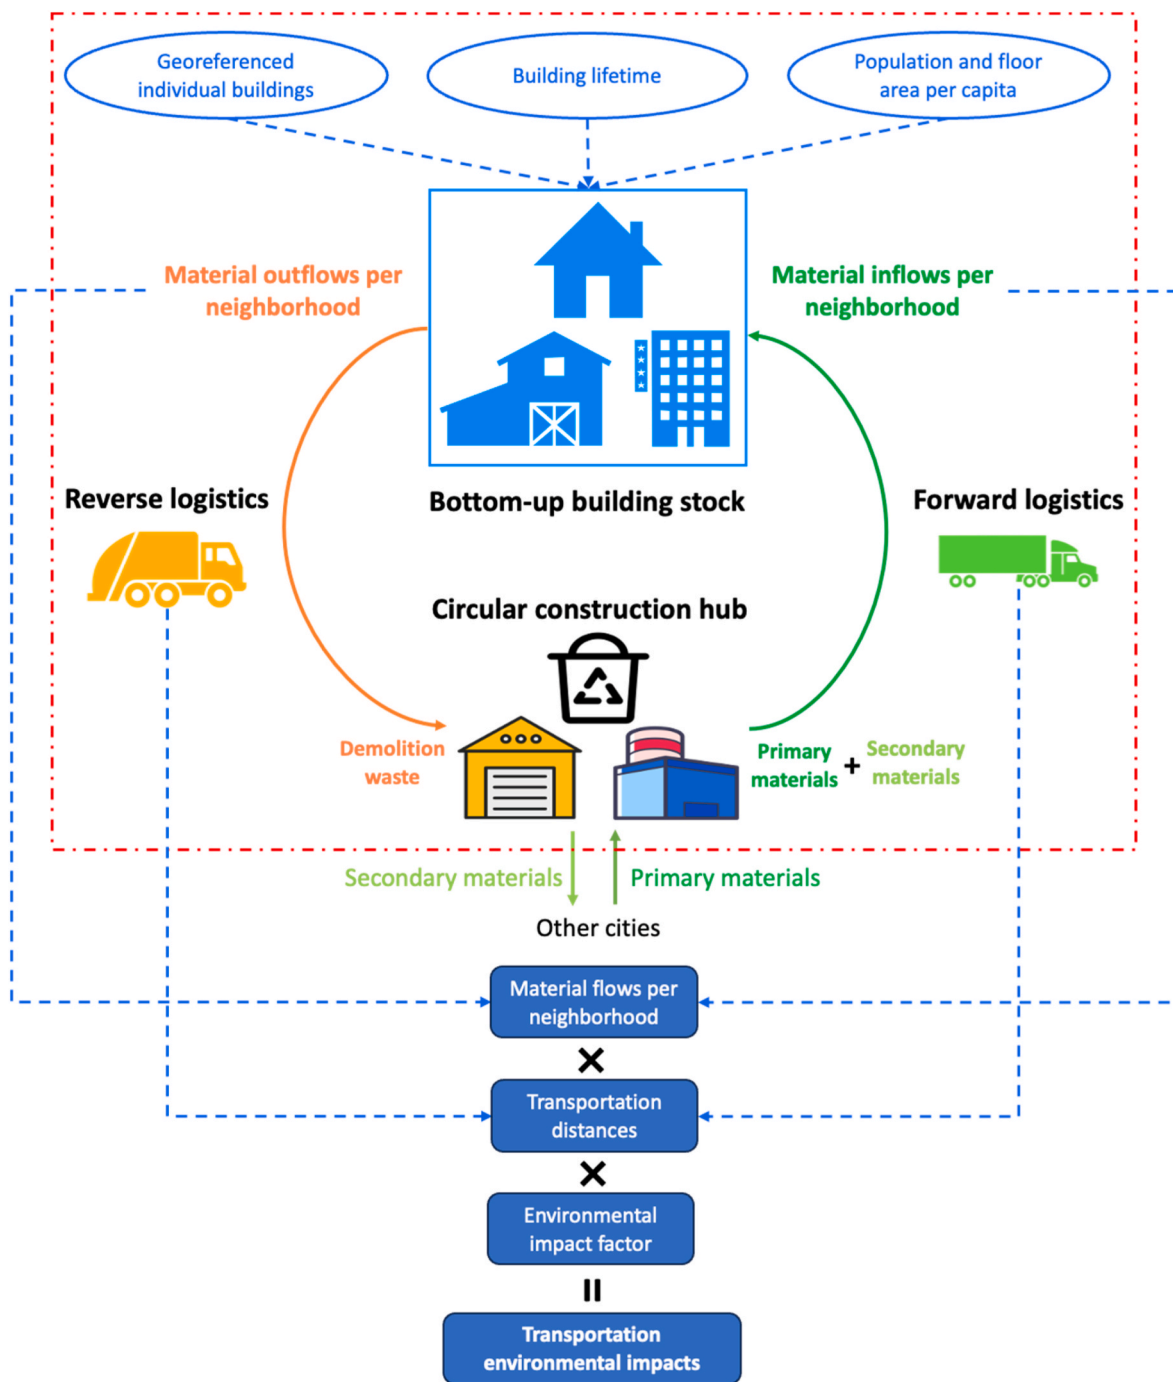 Georeferenced
individual buildings
Building lifetime
Population and floor
area per capita
Material outflows per
neighborhood
Material inflows per
neighborhood
Reverse logistics
Bottom-up building stock
Forward logistics
Circular construction hub
Demolition
waste
Primary
materials
+
Secondary
materials
Secondary materials
Primary materials
Other cities
Material flows per
neighborhood
×
Transportation
distances
×
Environmental
impact factor
=
Transportation
environmental impacts